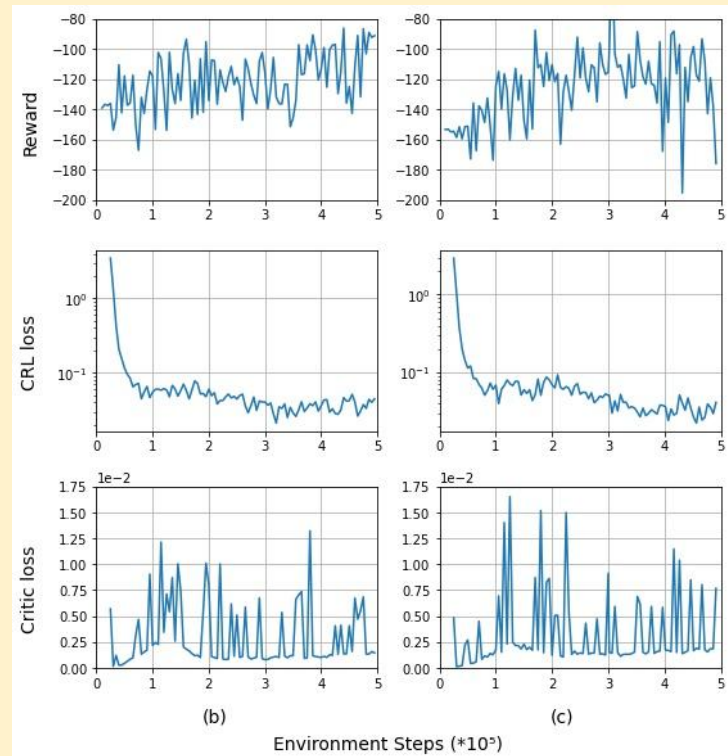 −80 −80
−100 −100
−120 −120
−140 −140
−160 −160
−180 −180
−200 −200
Reward
0 1 2 3 4 5 0 1 2 3 4 5
10⁰ 10⁰
10⁻¹ 10⁻¹
CRL loss
0 1 2 3 4 5 0 1 2 3 4 5
1e−2 1e−2
1.75 1.75
1.50 1.50
1.25 1.25
1.00 1.00
0.75 0.75
0.50 0.50
0.25 0.25
0.00 0.00
Critic loss
0 1 2 3 4 5 0 1 2 3 4 5
(b) (c)
Environment Steps (*10⁵)